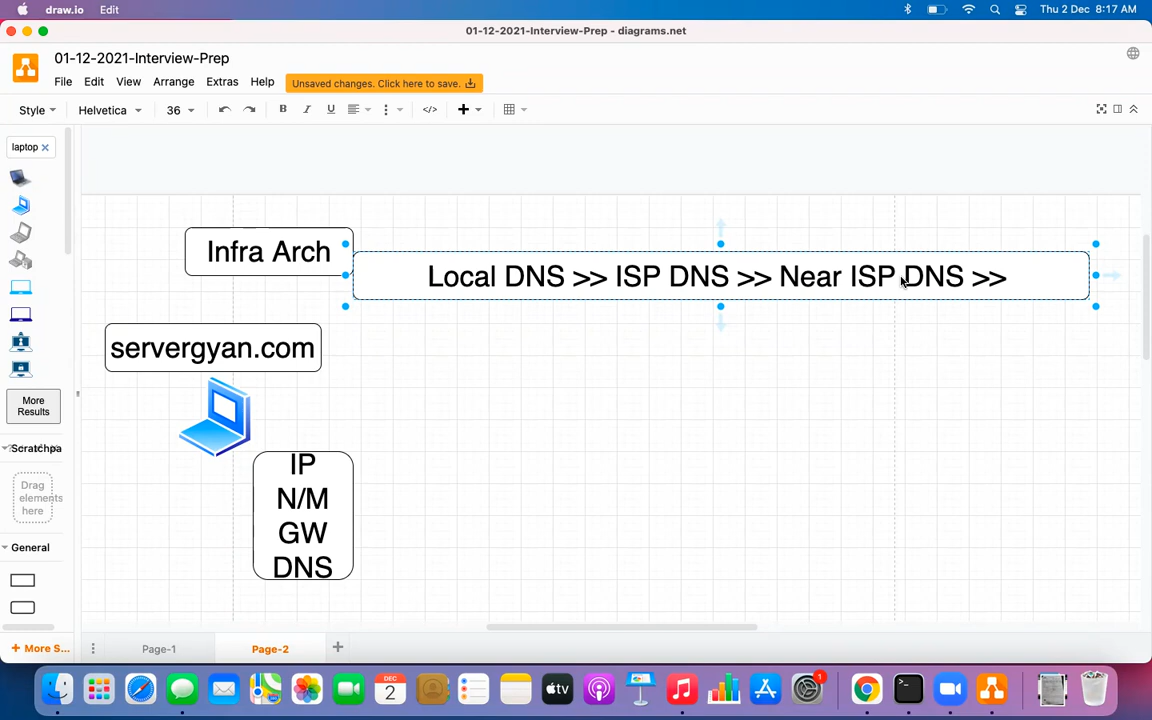 draw.io
Edit
Thu 2 Dec 8:17 AM
01-12-2021-Interview-Prep - diagrams.net
01-12-2021-Interview-Prep
File Edit View Arrange Extras Help
Unsaved changes. Click here to save.
Style
Helvetica
36
B I U
laptop
Infra Arch
Local DNS >> ISP DNS >> Near ISP DNS >>
servergyan.com
IP
N/M
GW
DNS
More
Results
Scratchpa
Drag
elements
here
General
+ More S...
Page-1
Page-2
DEC
2
tv
1